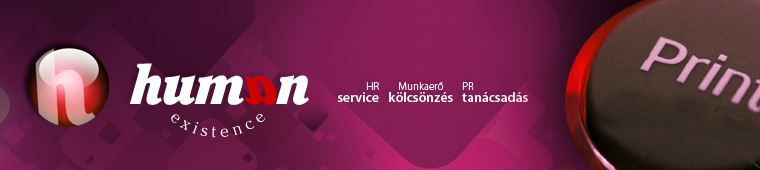 h
human
existence
HR Munkaerő PR
service kölcsönzés tanácsadás
Print